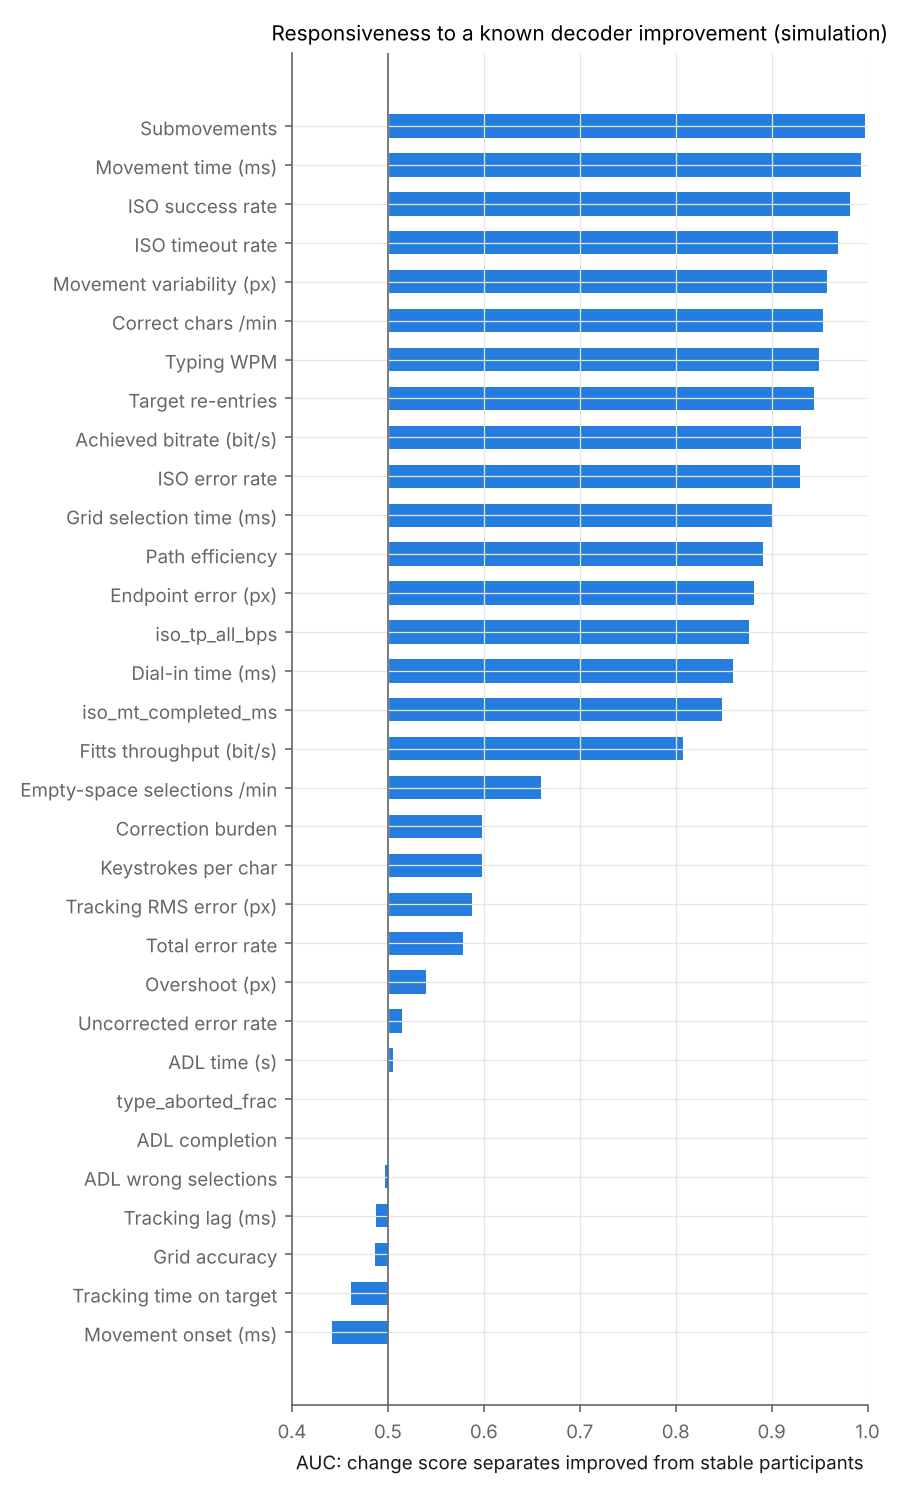 Responsiveness to a known decoder improvement (simulation)
Submovements
Movement time (ms)
ISO success rate
ISO timeout rate
Movement variability (px)
Correct chars /min
Typing WPM
Target re-entries
Achieved bitrate (bit/s)
ISO error rate
Grid selection time (ms)
Path efficiency
Endpoint error (px)
iso_tp_all_bps
Dial-in time (ms)
iso_mt_completed_ms
Fitts throughput (bit/s)
Empty-space selections /min
Correction burden
Keystrokes per char
Tracking RMS error (px)
Total error rate
Overshoot (px)
Uncorrected error rate
ADL time (s)
type_aborted_frac
ADL completion
ADL wrong selections
Tracking lag (ms)
Grid accuracy
Tracking time on target
Movement onset (ms)
0.4 0.5 0.6 0.7 0.8 0.9 1.0
AUC: change score separates improved from stable participants